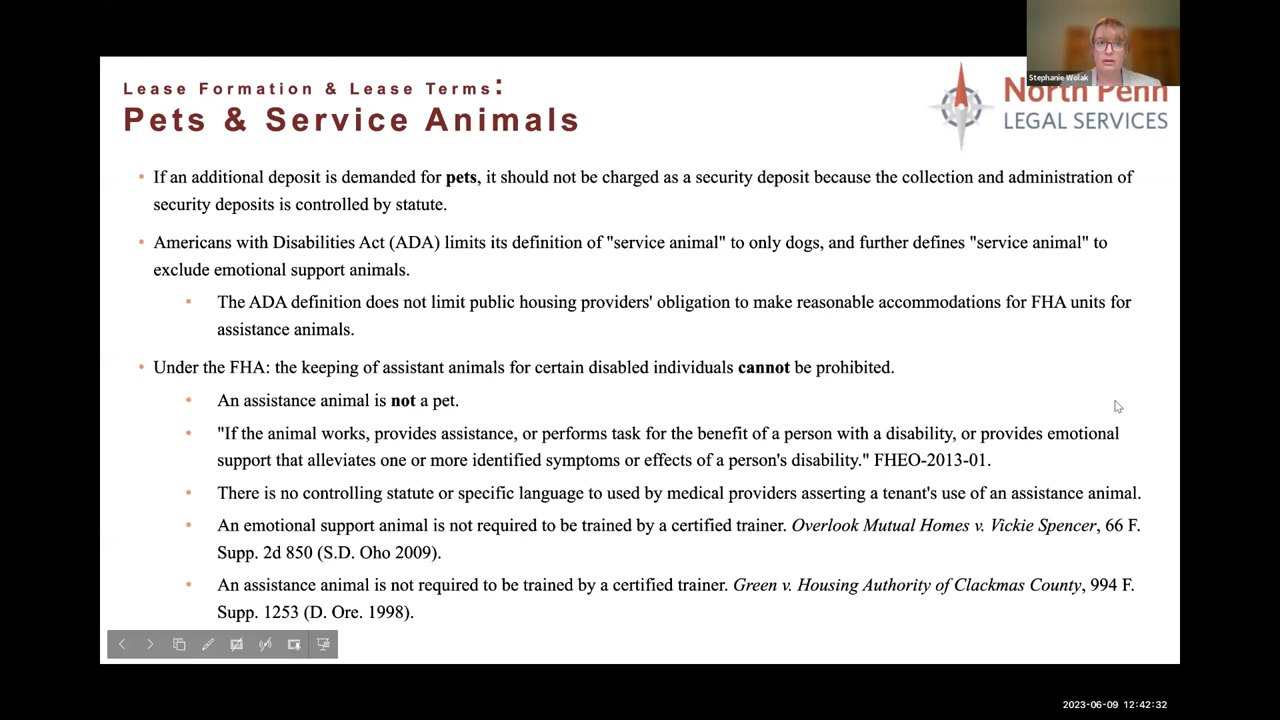 Stephanie Wolak
Lease Formation & Lease Terms:
Pets & Service Animals
North Penn
LEGAL SERVICES
• If an additional deposit is demanded for pets, it should not be charged as a security deposit because the collection and administration of
security deposits is controlled by statute.
• Americans with Disabilities Act (ADA) limits its definition of "service animal" to only dogs, and further defines "service animal" to
exclude emotional support animals.
• The ADA definition does not limit public housing providers' obligation to make reasonable accommodations for FHA units for
assistance animals.
• Under the FHA: the keeping of assistant animals for certain disabled individuals cannot be prohibited.
• An assistance animal is not a pet.
• "If the animal works, provides assistance, or performs task for the benefit of a person with a disability, or provides emotional
support that alleviates one or more identified symptoms or effects of a person's disability." FHEO-2013-01.
• There is no controlling statute or specific language to used by medical providers asserting a tenant's use of an assistance animal.
• An emotional support animal is not required to be trained by a certified trainer. Overlook Mutual Homes v. Vickie Spencer, 66 F.
Supp. 2d 850 (S.D. Oho 2009).
• An assistance animal is not required to be trained by a certified trainer. Green v. Housing Authority of Clackmas County, 994 F.
Supp. 1253 (D. Ore. 1998).
2023-06-09 12:42:32